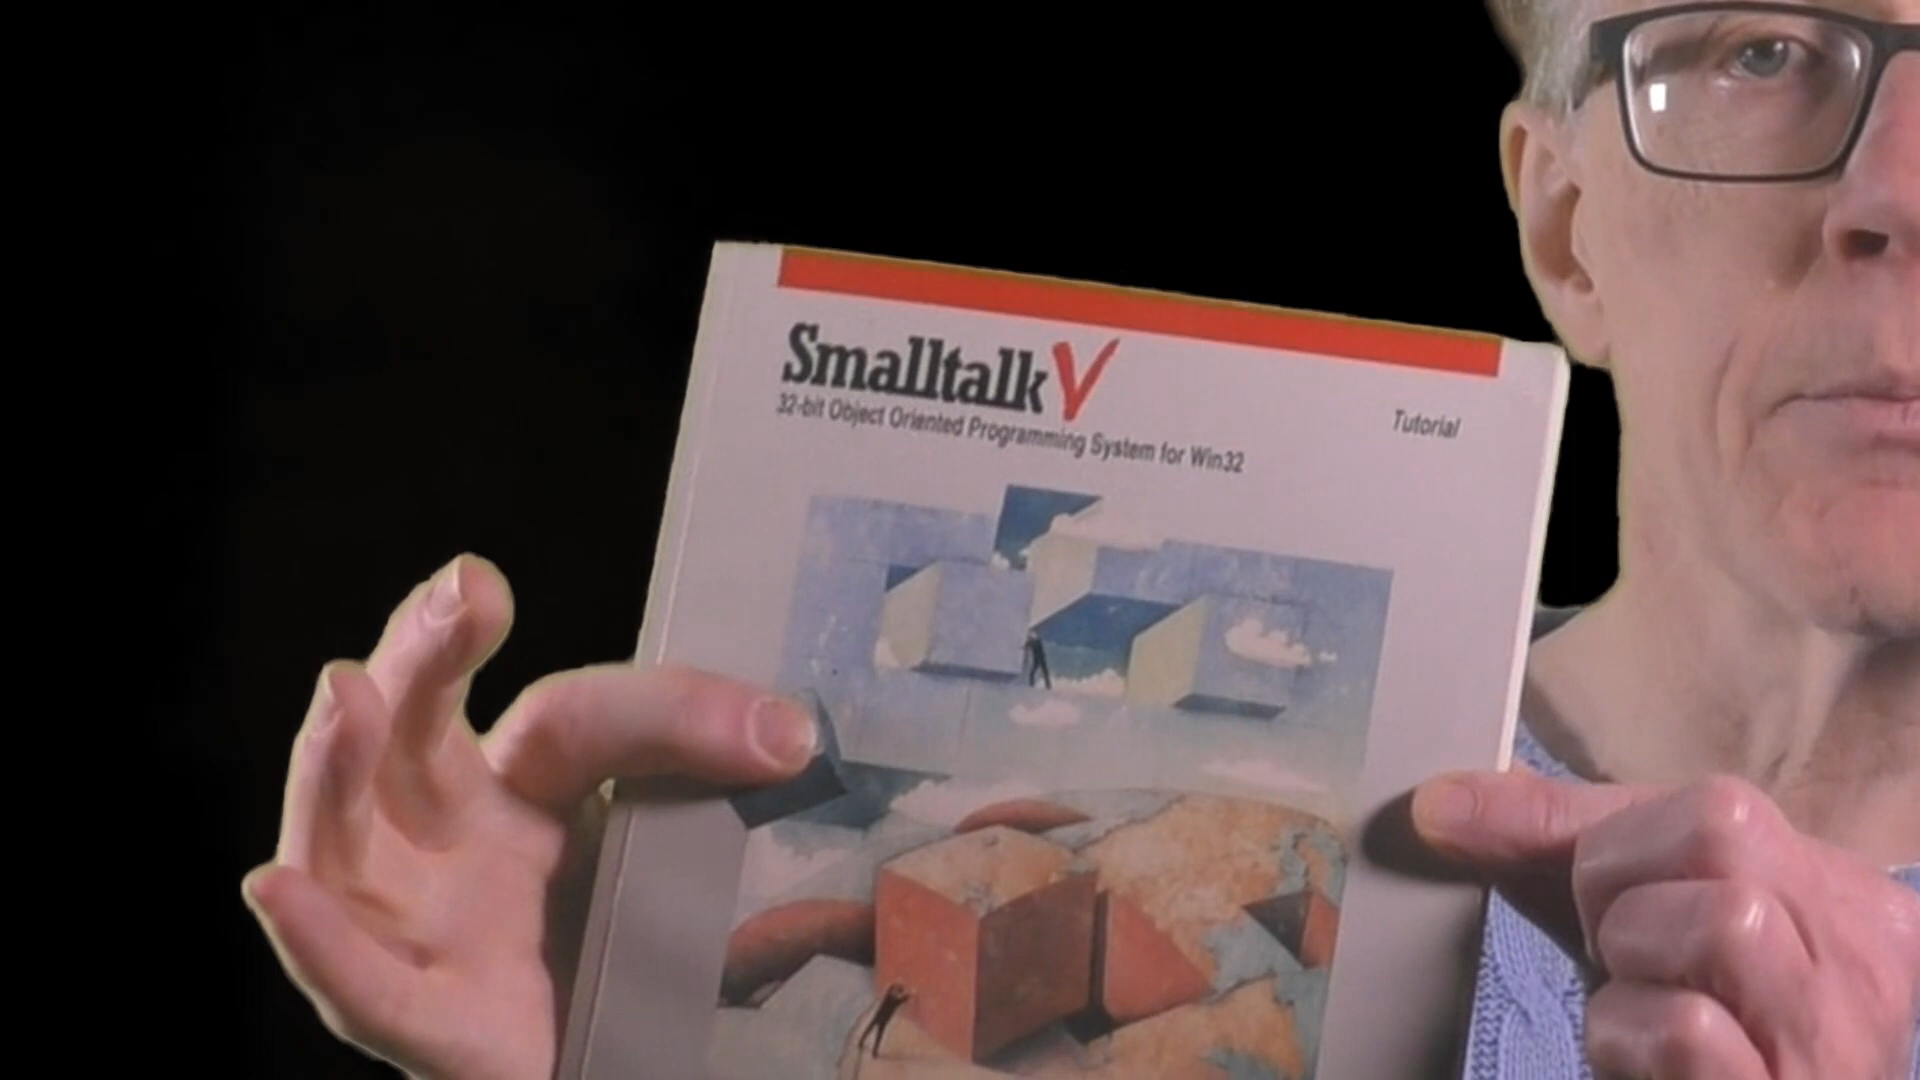 Smalltalk V
32-bit Object Oriented Programming System for Win32
Tutorial